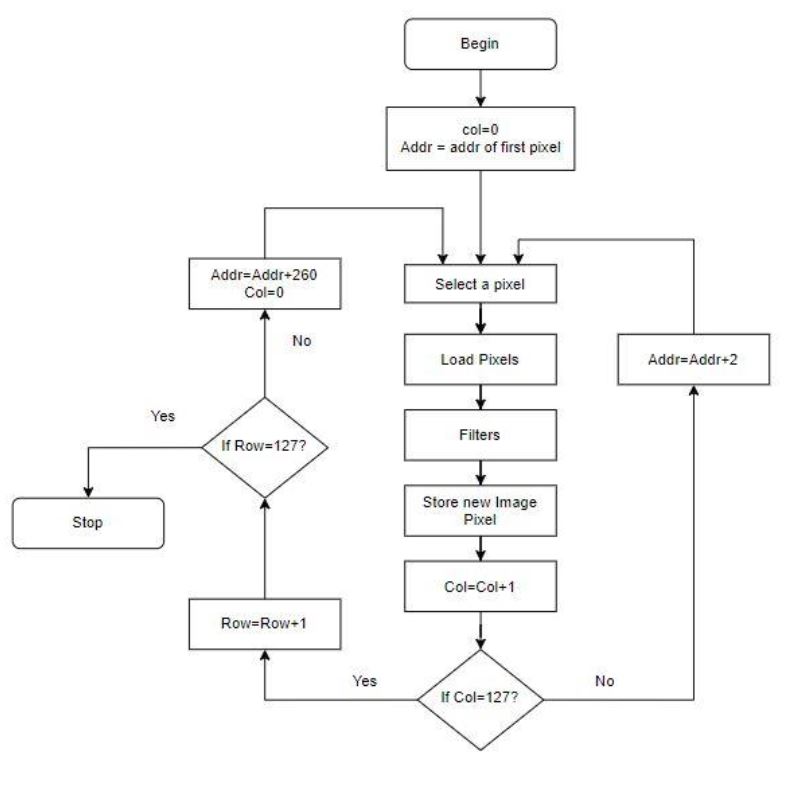 Begin
col=0
Addr = addr of first pixel
Addr=Addr+260
Col=0
Select a pixel
No
Load Pixels
Addr=Addr+2
Yes
If Row=127?
Filters
Stop
Store new Image
Pixel
Col=Col+1
Row=Row+1
Yes
If Col=127?
No